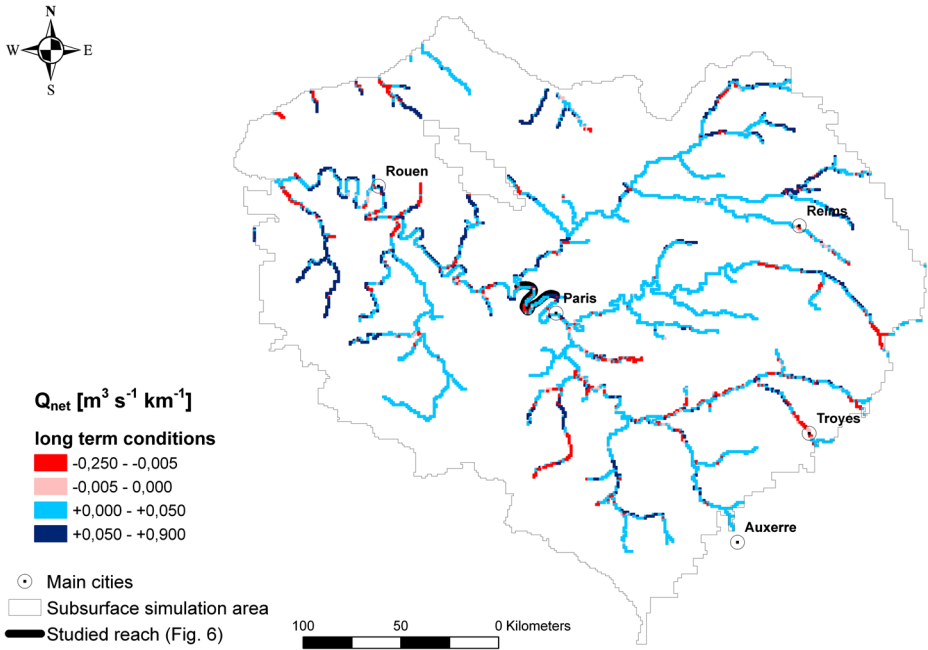 N
W E
S
Rouen
Reims
Paris
Troyes
Auxerre
Qnet [m³ s⁻¹ km⁻¹]
long term conditions
-0,250 - -0,005
-0,005 - 0,000
+0,000 - +0,050
+0,050 - +0,900
Main cities
Subsurface simulation area
Studied reach (Fig. 6)
100 50 0 Kilometers